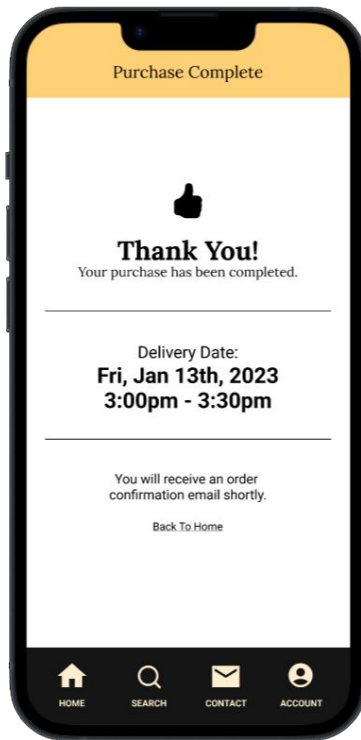 Purchase Complete
Thank You!
Your purchase has been completed.
Delivery Date:
Fri, Jan 13th, 2023
3:00pm - 3:30pm
You will receive an order
confirmation email shortly.
Back To Home
HOME SEARCH CONTACT ACCOUNT